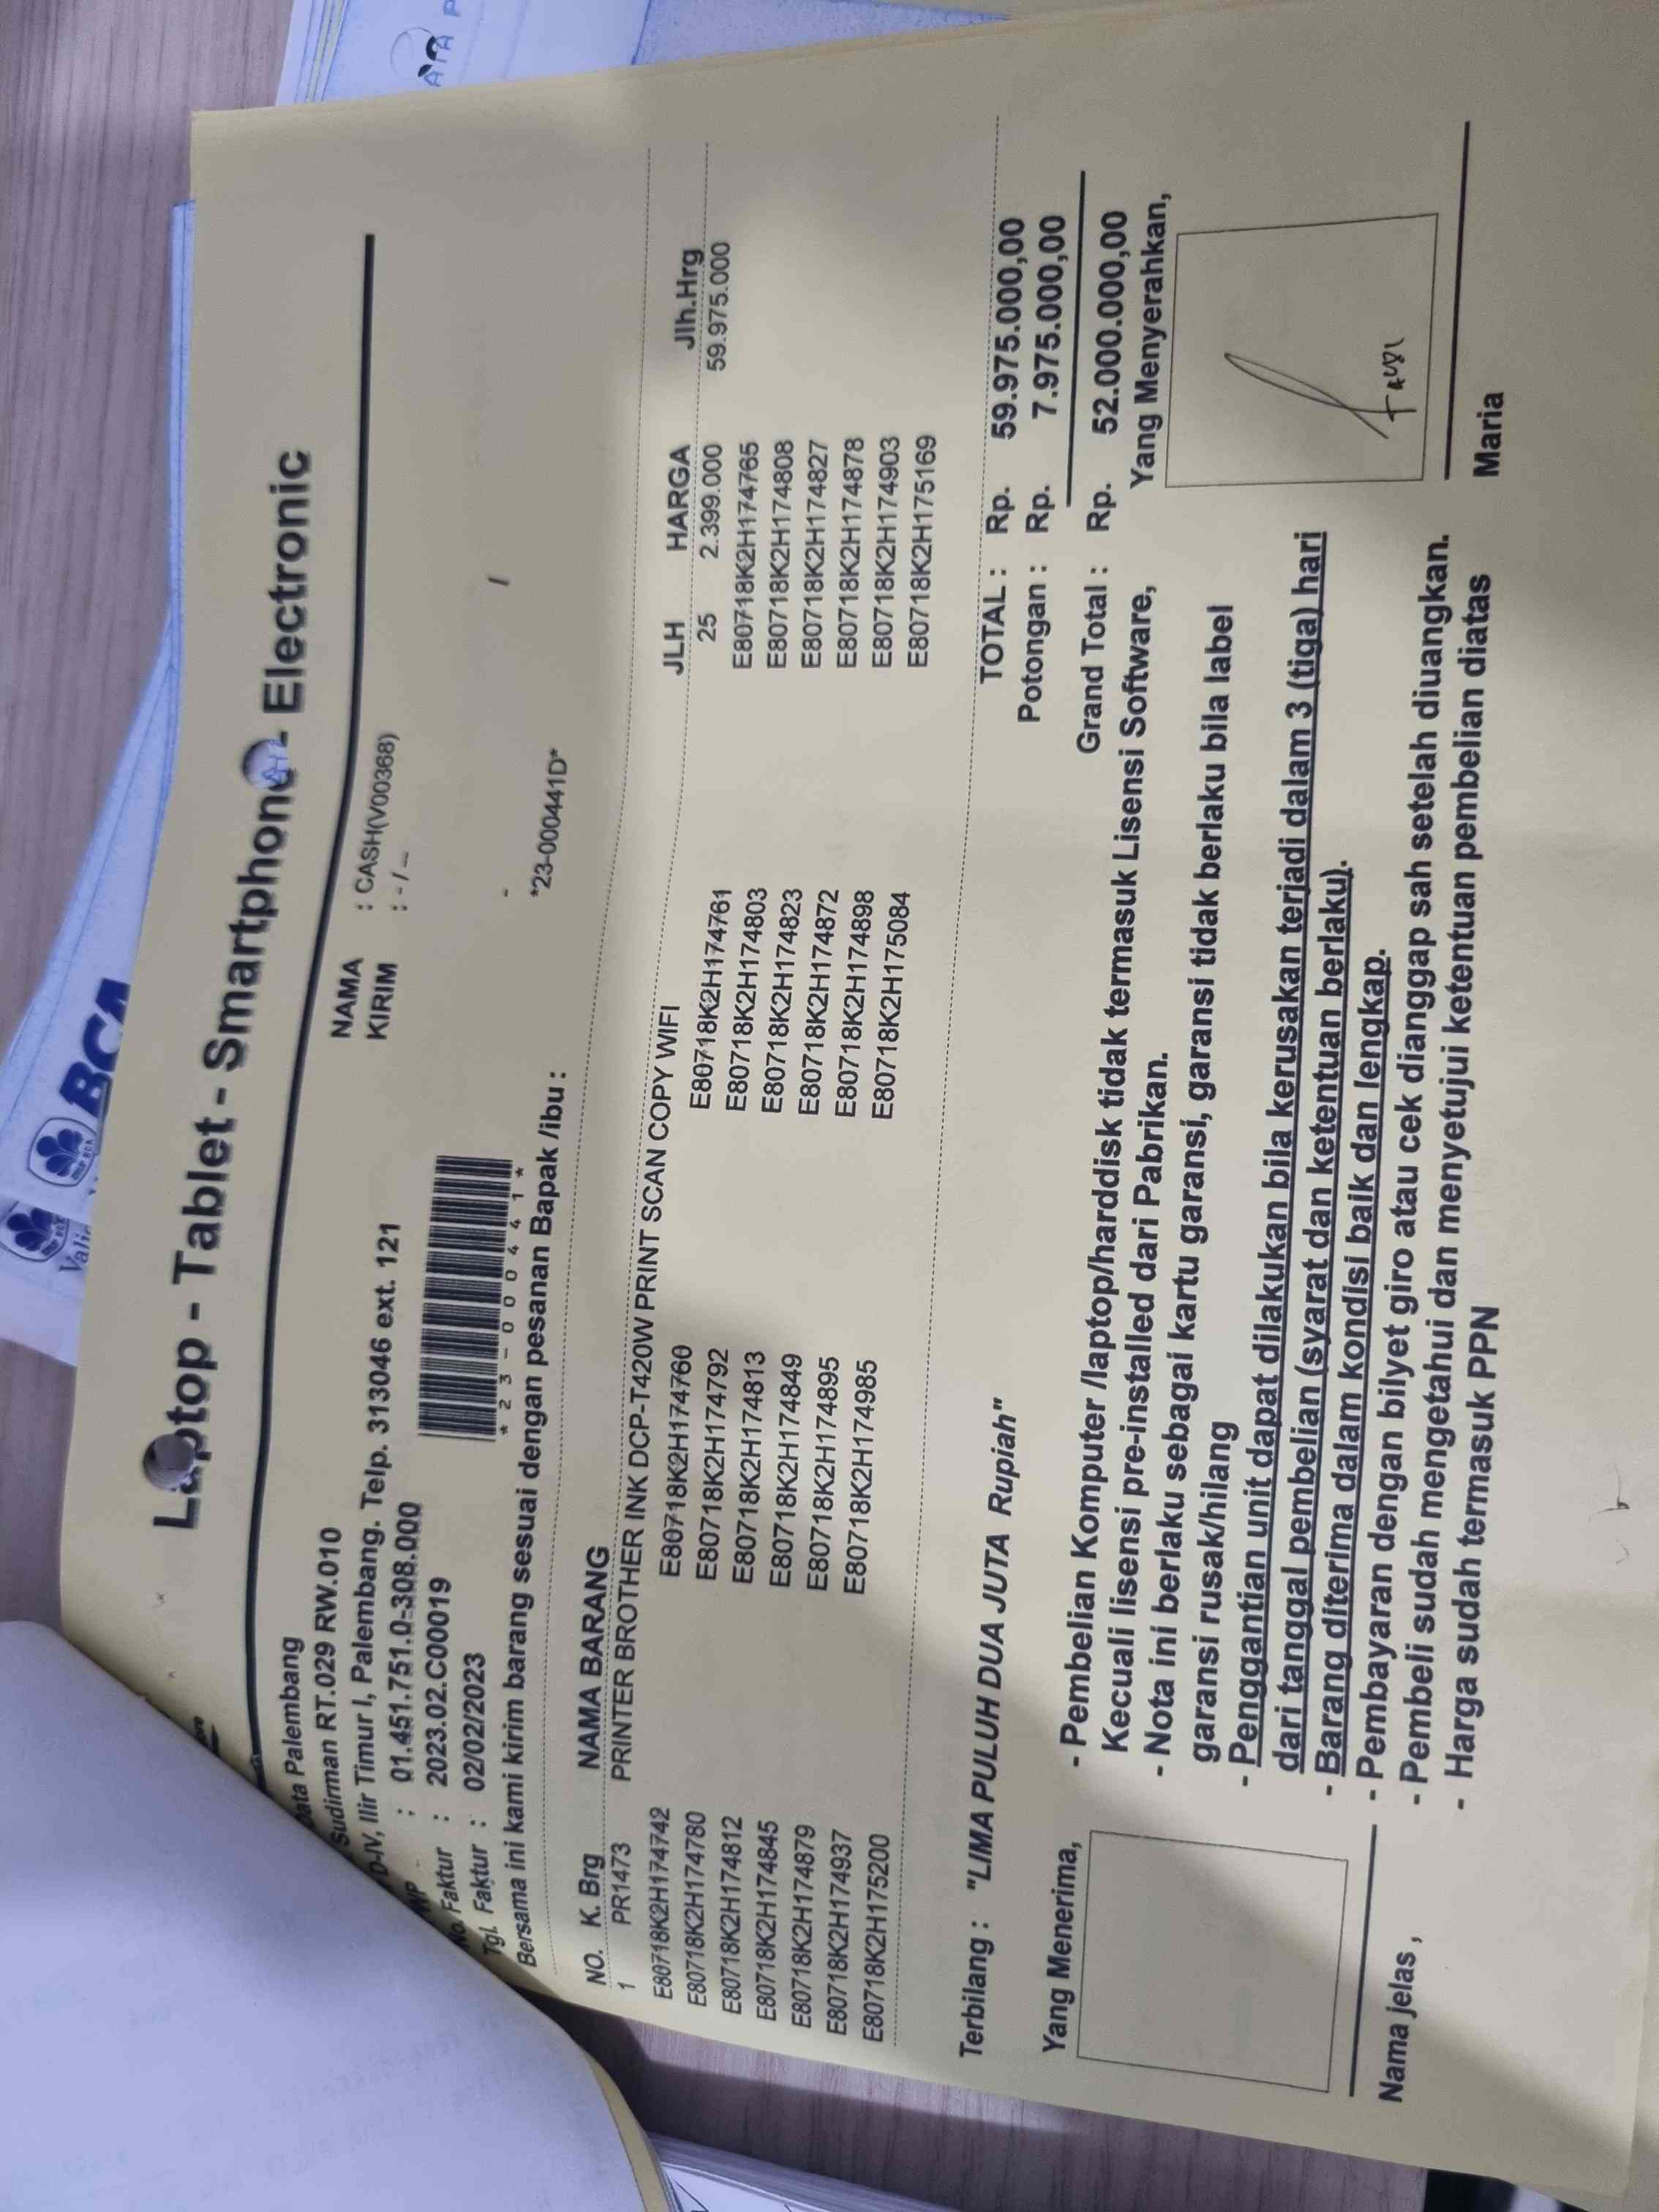 Laptop - Tablet - Smartphone - Electronic
Data Palembang
Sudirman RT.029 RW.010
D-IV, Ilir Timur I, Palembang. Telp. 313046 ext. 121
: 01.451.751.0-308.000
No. Faktur : 2023.02.C00019
Tgl. Faktur : 02/02/2023
NAMA : CASH(V00368)
KIRIM : - / –
- /
*23-000441*
*23-000441D*
Bersama ini kami kirim barang sesuai dengan pesanan Bapak /ibu :
NO. K. Brg NAMA BARANG JLH HARGA Jlh.Hrg
1 PR1473 PRINTER BROTHER INK DCP-T420W PRINT SCAN COPY WIFI 25 2.399.000 59.975.000
E80718K2H174742 E80718K2H174760 E80718K2H174761 E80718K2H174765
E80718K2H174780 E80718K2H174792 E80718K2H174803 E80718K2H174808
E80718K2H174812 E80718K2H174813 E80718K2H174823 E80718K2H174827
E80718K2H174845 E80718K2H174849 E80718K2H174872 E80718K2H174878
E80718K2H174879 E80718K2H174895 E80718K2H174898 E80718K2H174903
E80718K2H174937 E80718K2H174985 E80718K2H175084 E80718K2H175169
E80718K2H175200
TOTAL : Rp. 59.975.000,00
Potongan : Rp. 7.975.000,00
Grand Total : Rp. 52.000.000,00
Terbilang : "LIMA PULUH DUA JUTA Rupiah"
Yang Menerima,
Nama jelas ,
- Pembelian Komputer /laptop/harddisk tidak termasuk Lisensi Software,
Kecuali lisensi pre-installed dari Pabrikan.
- Nota ini berlaku sebagai kartu garansi, garansi tidak berlaku bila label
garansi rusak/hilang
- Penggantian unit dapat dilakukan bila kerusakan terjadi dalam 3 (tiga) hari
dari tanggal pembelian (syarat dan ketentuan berlaku).
- Barang diterima dalam kondisi baik dan lengkap.
- Pembayaran dengan bilyet giro atau cek dianggap sah setelah diuangkan.
- Pembeli sudah mengetahui dan menyetujui ketentuan pembelian diatas
- Harga sudah termasuk PPN
Yang Menyerahkan,
Maria
BCA